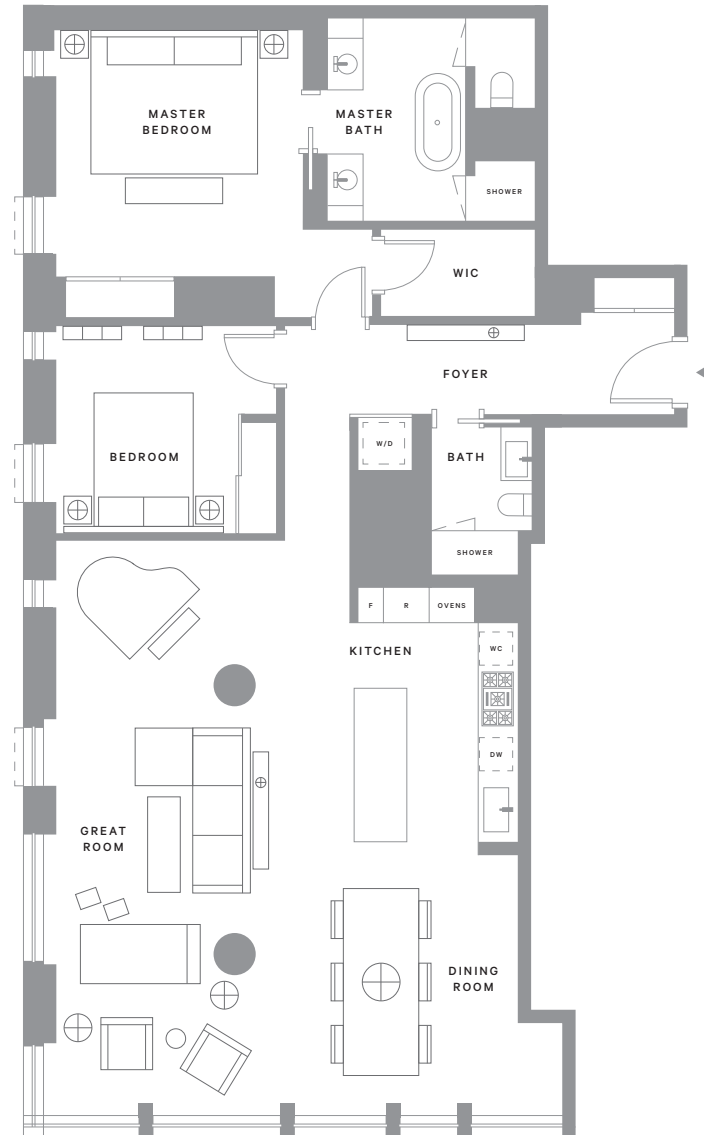 MASTER
BEDROOM
MASTER
BATH
SHOWER
WIC
FOYER
W/D
BATH
BEDROOM
SHOWER
F
R
OVENS
KITCHEN
WC
DW
GREAT
ROOM
DINING
ROOM